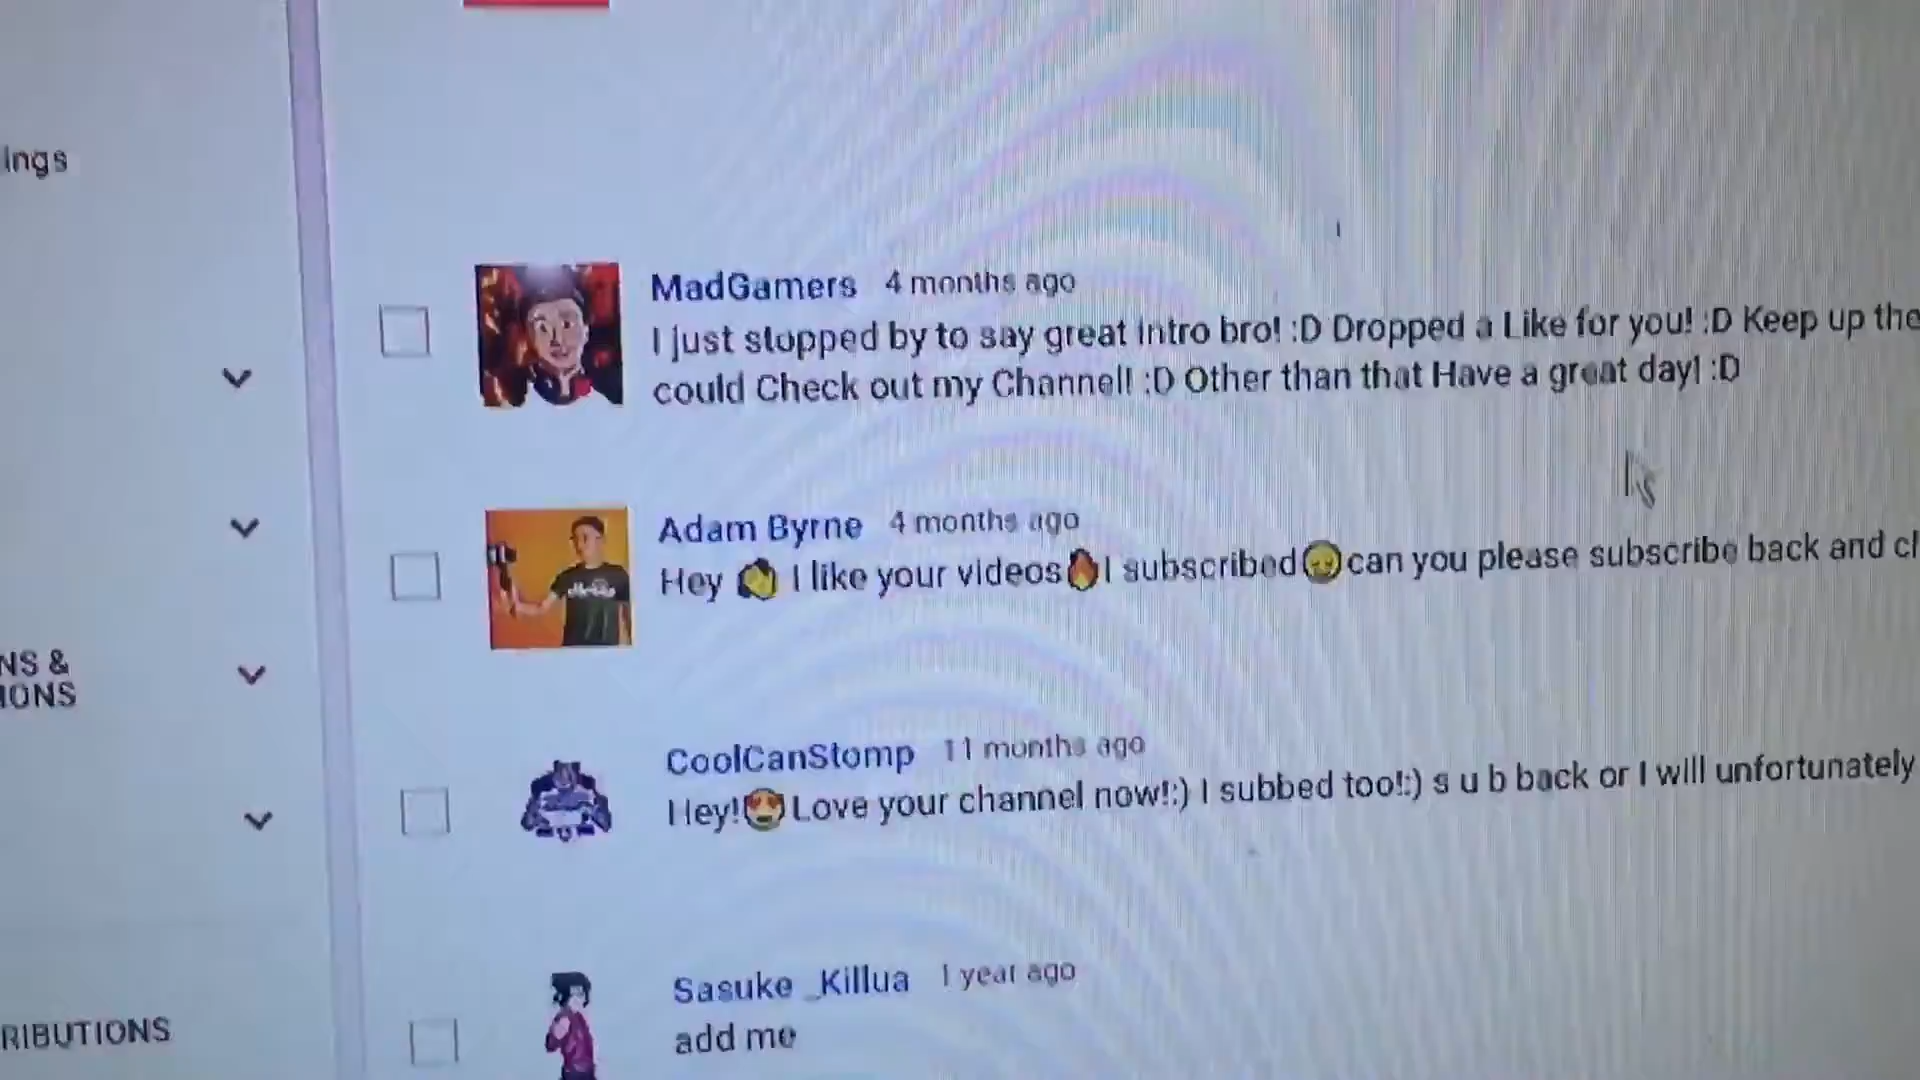 ings
MadGamers 4 months ago
I just stopped by to say great intro bro! :D Dropped a Like for you! :D Keep up the
could Check out my Channel! :D Other than that Have a great day! :D
Adam Byrne 4 months ago
Hey 👋 I like your videos🔥I subscribed😊can you please subscribe back and cl
NS &
IONS
CoolCanStomp 11 months ago
Hey!😍Love your channel now!:) I subbed too!:) s u b back or I will unfortunately
Sasuke _Killua 1 year ago
add me
RIBUTIONS